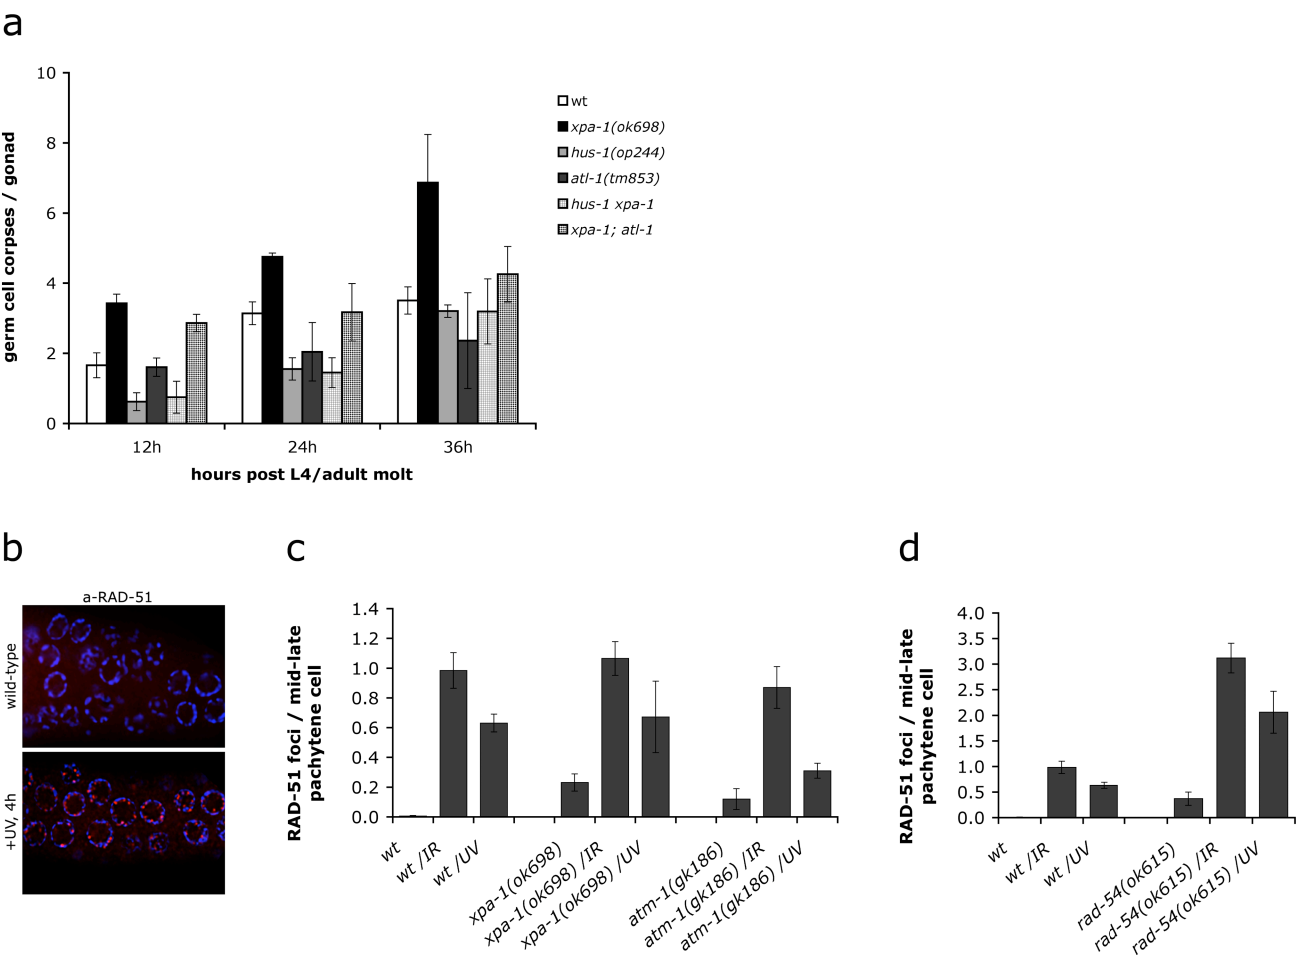 a
10
8
6
4
2
0
germ cell corpses / gonad
12h
24h
36h
hours post L4/adult molt
wt
xpa-1(ok698)
hus-1(op244)
atl-1(tm853)
hus-1 xpa-1
xpa-1; atl-1
b
a-RAD-51
wild-type
+UV, 4h
c
RAD-51 foci / mid-late
pachytene cell
1.4
1.2
1.0
0.8
0.6
0.4
0.2
0.0
wt
wt /IR
wt /UV
xpa-1(ok698)
xpa-1(ok698) /IR
xpa-1(ok698) /UV
atm-1(gk186)
atm-1(gk186) /IR
atm-1(gk186) /UV
d
RAD-51 foci / mid-late
pachytene cell
4.0
3.5
3.0
2.5
2.0
1.5
1.0
0.5
0.0
wt
wt /IR
wt /UV
rad-54(ok615)
rad-54(ok615) /IR
rad-54(ok615) /UV